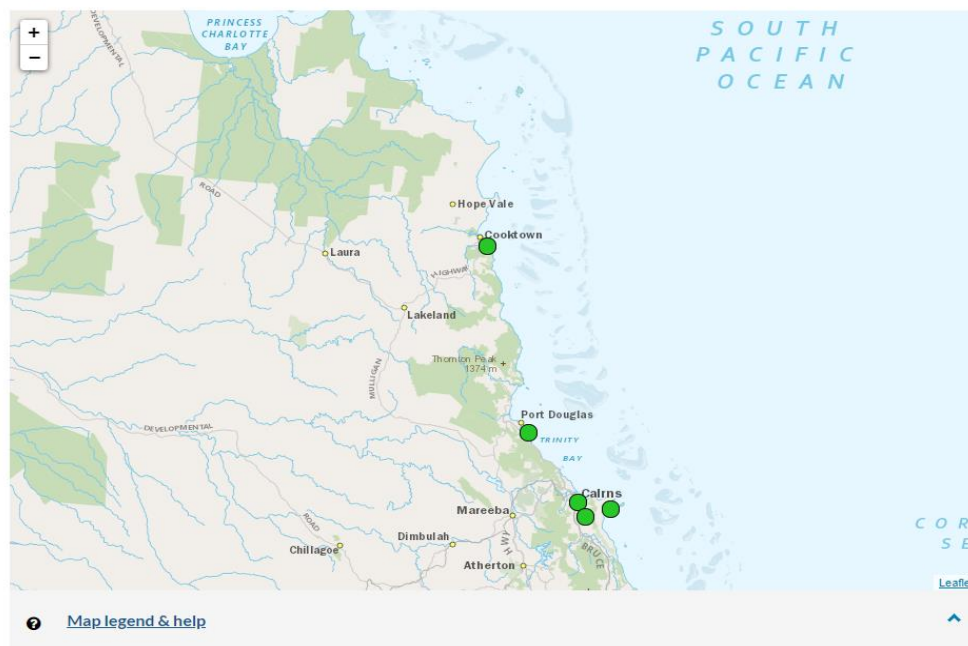 +
−
DEVELOPMENTAL
PRINCESS
CHARLOTTE
BAY
SOUTH
PACIFIC
OCEAN
ROAD
Hope Vale
Cooktown
Laura
HIGHWAY
Lakeland
Thornton Peak
1374 m
MULLIGAN
Port Douglas
DEVELOPMENTAL
TRINITY
BAY
Cairns
Mareeba
ROAD
Dimbulah
HWY
BRUCE
Chillagoe
Atherton
COR
SE
Leafle
? Map legend & help